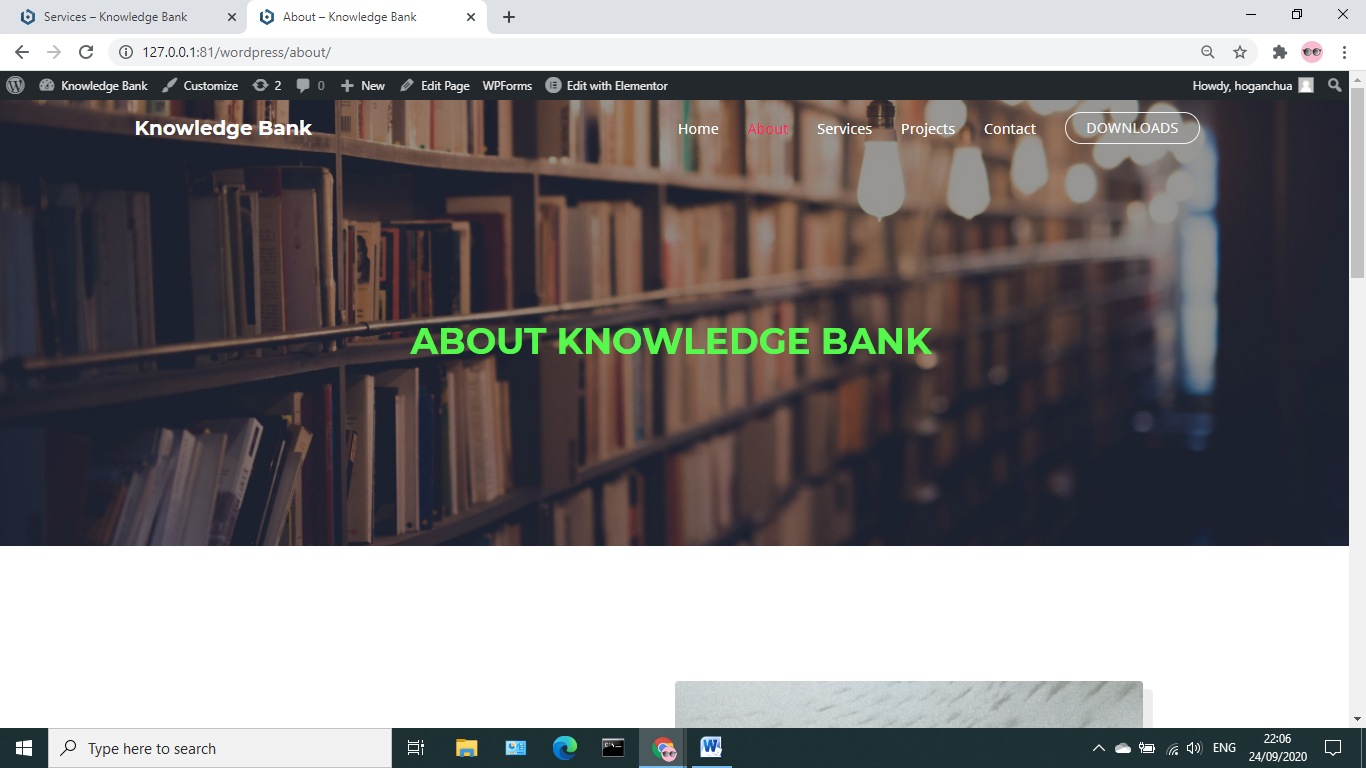 Services – Knowledge Bank
About – Knowledge Bank
127.0.0.1:81/wordpress/about/
Knowledge Bank
Customize
2
0
New
Edit Page
WPForms
Edit with Elementor
Howdy, hoganchua
Knowledge Bank
Home
About
Services
Projects
Contact
DOWNLOADS
ABOUT KNOWLEDGE BANK
Type here to search
ENG
22:06
24/09/2020